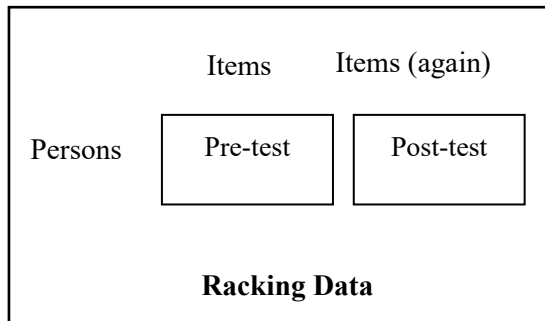 Items Items (again)
Persons Pre-test Post-test
Racking Data